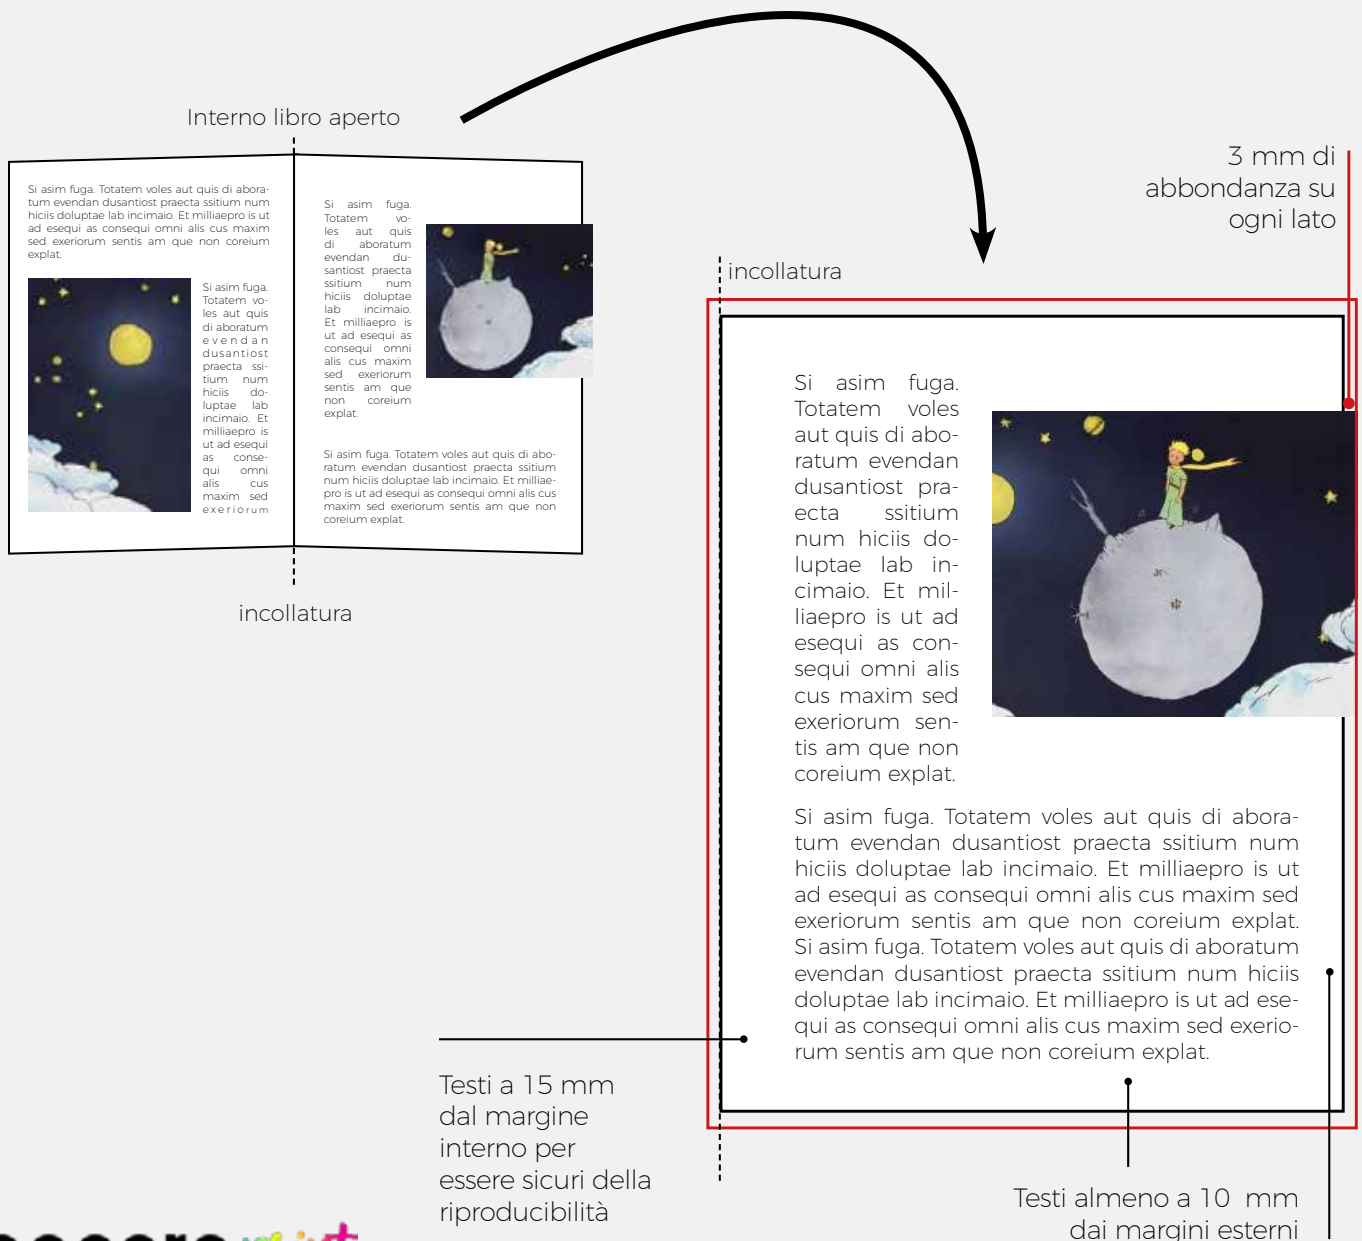 Interno libro aperto
Si asim fuga. Totatem voles aut quis di abora-
tum evendan dusantiost praecta ssitium num
hiciis doluptae lab incimaio. Et milliaepro is ut
ad esequi as consequi omni alis cus maxim
sed exeriorum sentis am que non coreium
explat.
Si asim fuga.
Totatem vo-
les aut quis
di aboratum
evendan
dusantiost
praecta ssi-
tium num
hiciis do-
luptae lab
incimaio. Et
milliaepro is
ut ad esequi
as conse-
qui omni
alis cus
maxim sed
exeriorum
Si asim fuga.
Totatem vo-
les aut quis
di aboratum
evendan du-
santiost praecta
ssitium num
hiciis doluptae
lab incimaio.
Et milliaepro is
ut ad esequi as
consequi omni
alis cus maxim
sed exeriorum
sentis am que
non coreium
explat.
Si asim fuga. Totatem voles aut quis di abo-
ratum evendan dusantiost praecta ssitium
num hiciis doluptae lab incimaio. Et milliae-
pro is ut ad esequi as consequi omni alis cus
maxim sed exeriorum sentis am que non
coreium explat.
incollatura
3 mm di
abbondanza su
ogni lato
incollatura
Si asim fuga.
Totatem voles
aut quis di abo-
ratum evendan
dusantiost pra-
ecta ssitium
num hiciis do-
luptae lab in-
cimaio. Et mil-
liaepro is ut ad
esequi as con-
sequi omni alis
cus maxim sed
exeriorum sen-
tis am que non
coreium explat.
Si asim fuga. Totatem voles aut quis di abora-
tum evendan dusantiost praecta ssitium num
hiciis doluptae lab incimaio. Et milliaepro is ut
ad esequi as consequi omni alis cus maxim sed
exeriorum sentis am que non coreium explat.
Si asim fuga. Totatem voles aut quis di aboratum
evendan dusantiost praecta ssitium num hiciis
doluptae lab incimaio. Et milliaepro is ut ad ese-
qui as consequi omni alis cus maxim sed exerio-
rum sentis am que non coreium explat.
Testi a 15 mm
dal margine
interno per
essere sicuri della
riproducibilità
Testi almeno a 10 mm
dai margini esterni